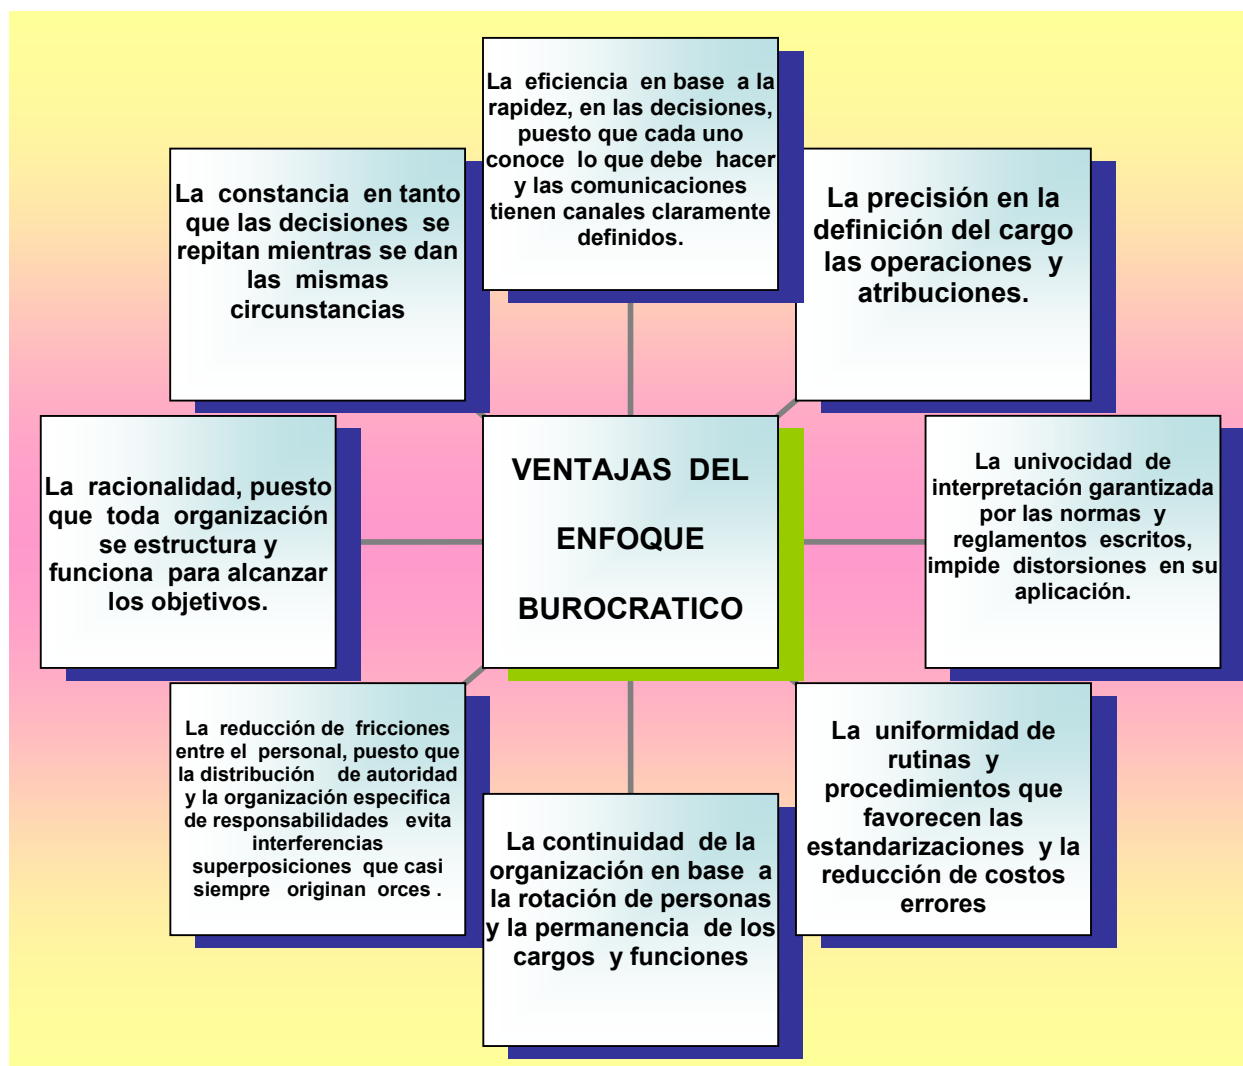 La eficiencia en base a la
rapidez, en las decisiones,
puesto que cada uno
conoce lo que debe hacer
y las comunicaciones
tienen canales claramente
definidos.
La constancia en tanto
que las decisiones se
repitan mientras se dan
las mismas
circunstancias
La precisión en la
definición del cargo
las operaciones y
atribuciones.
La racionalidad, puesto
que toda organización
se estructura y
funciona para alcanzar
los objetivos.
VENTAJAS DEL
ENFOQUE
BUROCRATICO
La univocidad de
interpretación garantizada
por las normas y
reglamentos escritos,
impide distorsiones en su
aplicación.
La reducción de fricciones
entre el personal, puesto que
la distribución de autoridad
y la organización especifica
de responsabilidades evita
interferencias
superposiciones que casi
siempre originan orces .
La continuidad de la
organización en base a
la rotación de personas
y la permanencia de los
cargos y funciones
La uniformidad de
rutinas y
procedimientos que
favorecen las
estandarizaciones y la
reducción de costos
errores